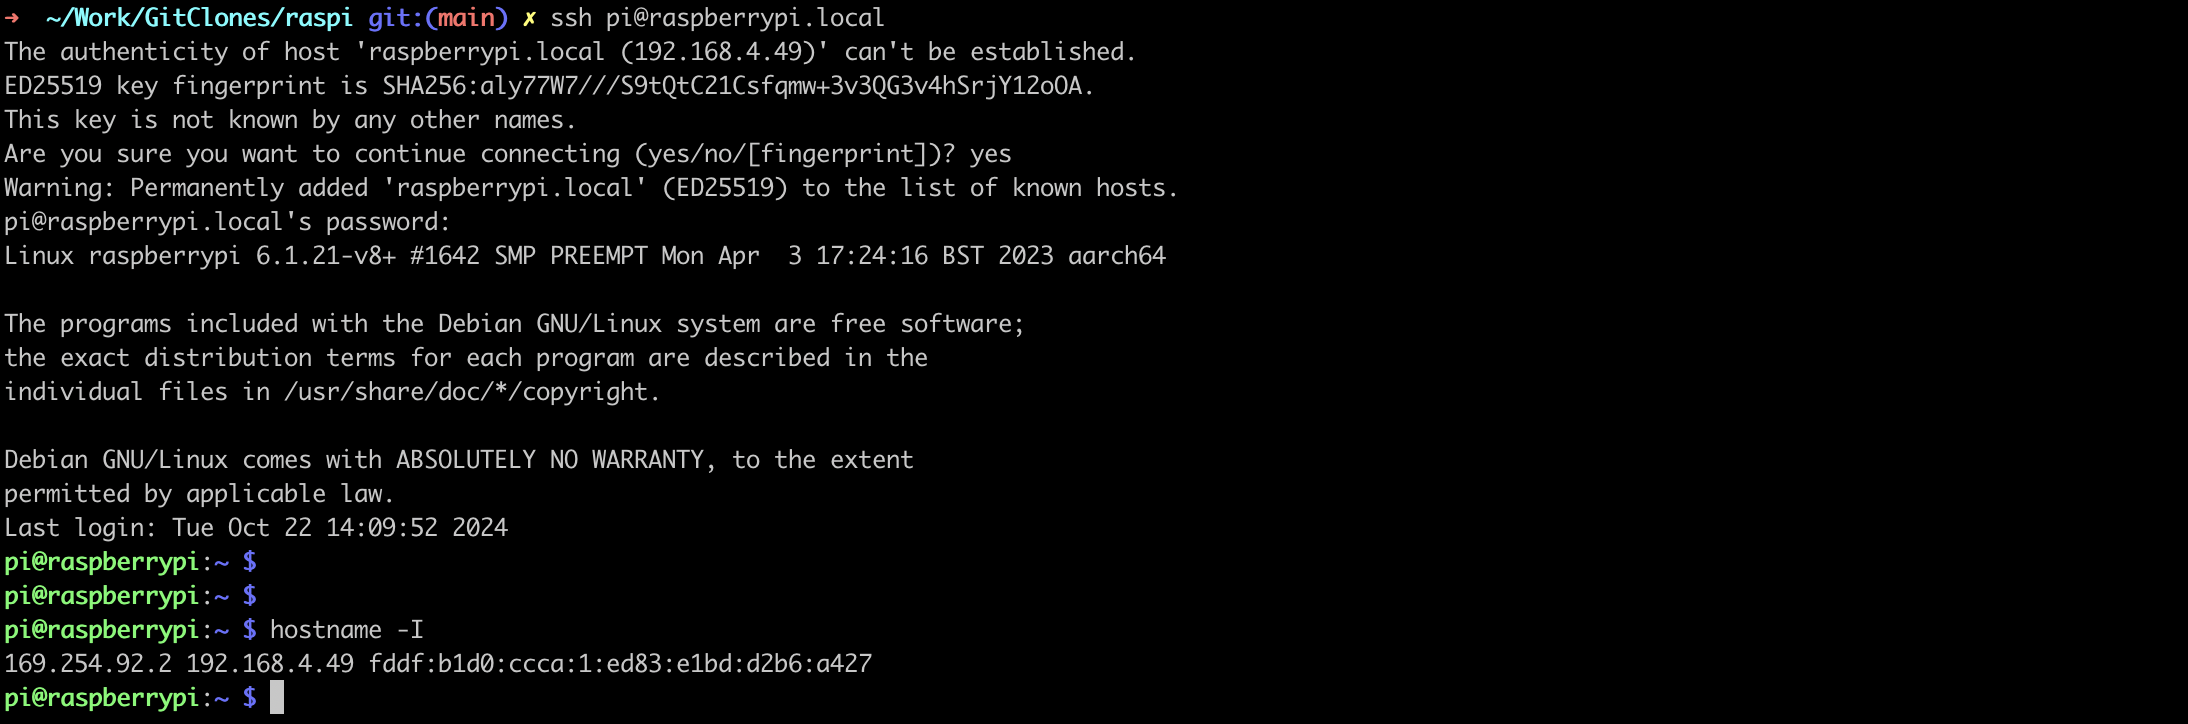 ➜  ~/Work/GitClones/raspi git:(main) ✗ ssh pi@raspberrypi.local
The authenticity of host 'raspberrypi.local (192.168.4.49)' can't be established.
ED25519 key fingerprint is SHA256:aly77W7///S9tQtC21Csfqmw+3v3QG3v4hSrjY12oOA.
This key is not known by any other names.
Are you sure you want to continue connecting (yes/no/[fingerprint])? yes
Warning: Permanently added 'raspberrypi.local' (ED25519) to the list of known hosts.
pi@raspberrypi.local's password:
Linux raspberrypi 6.1.21-v8+ #1642 SMP PREEMPT Mon Apr  3 17:24:16 BST 2023 aarch64

The programs included with the Debian GNU/Linux system are free software;
the exact distribution terms for each program are described in the
individual files in /usr/share/doc/*/copyright.

Debian GNU/Linux comes with ABSOLUTELY NO WARRANTY, to the extent
permitted by applicable law.
Last login: Tue Oct 22 14:09:52 2024
pi@raspberrypi:~ $
pi@raspberrypi:~ $
pi@raspberrypi:~ $ hostname -I
169.254.92.2 192.168.4.49 fddf:b1d0:ccca:1:ed83:e1bd:d2b6:a427
pi@raspberrypi:~ $